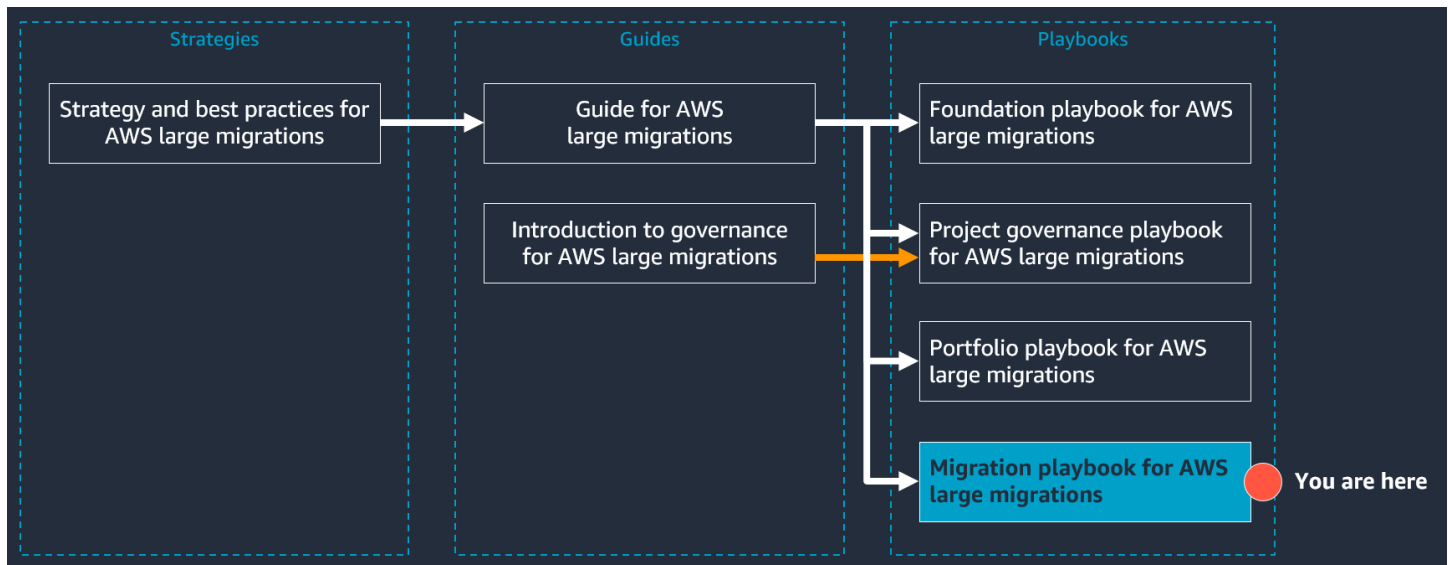 Strategies
Strategy and best practices for
AWS large migrations
Guides
Guide for AWS
large migrations
Introduction to governance
for AWS large migrations
Playbooks
Foundation playbook for AWS
large migrations
Project governance playbook
for AWS large migrations
Portfolio playbook for AWS
large migrations
Migration playbook for AWS
large migrations
You are here